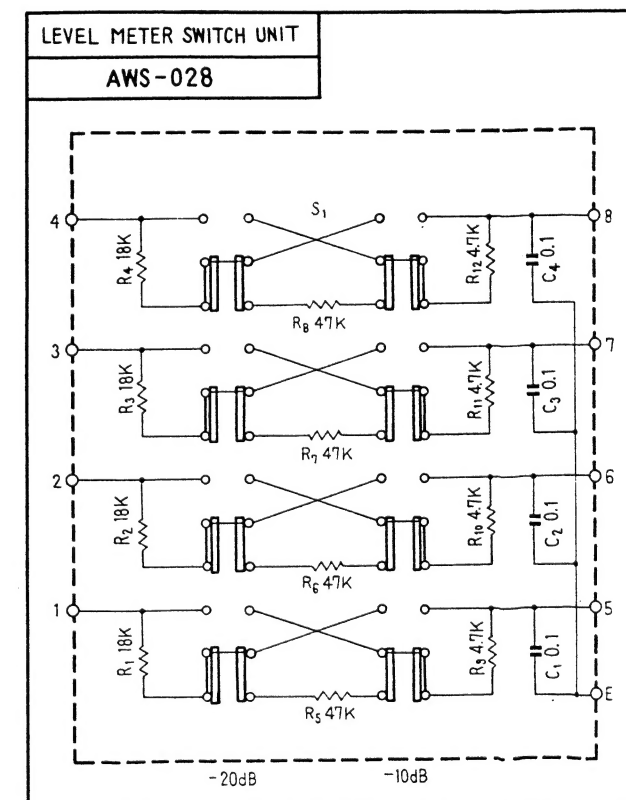 LEVEL METER SWITCH UNIT
AWS-028
4
R4 18K
S1
R8 47K
R12 4.7K
C4 0.1
8
3
R3 18K
R7 47K
R11 4.7K
C3 0.1
7
2
R2 18K
R6 47K
R10 4.7K
C2 0.1
6
1
R1 18K
R5 47K
R9 4.7K
C1 0.1
5
E
-20dB
-10dB